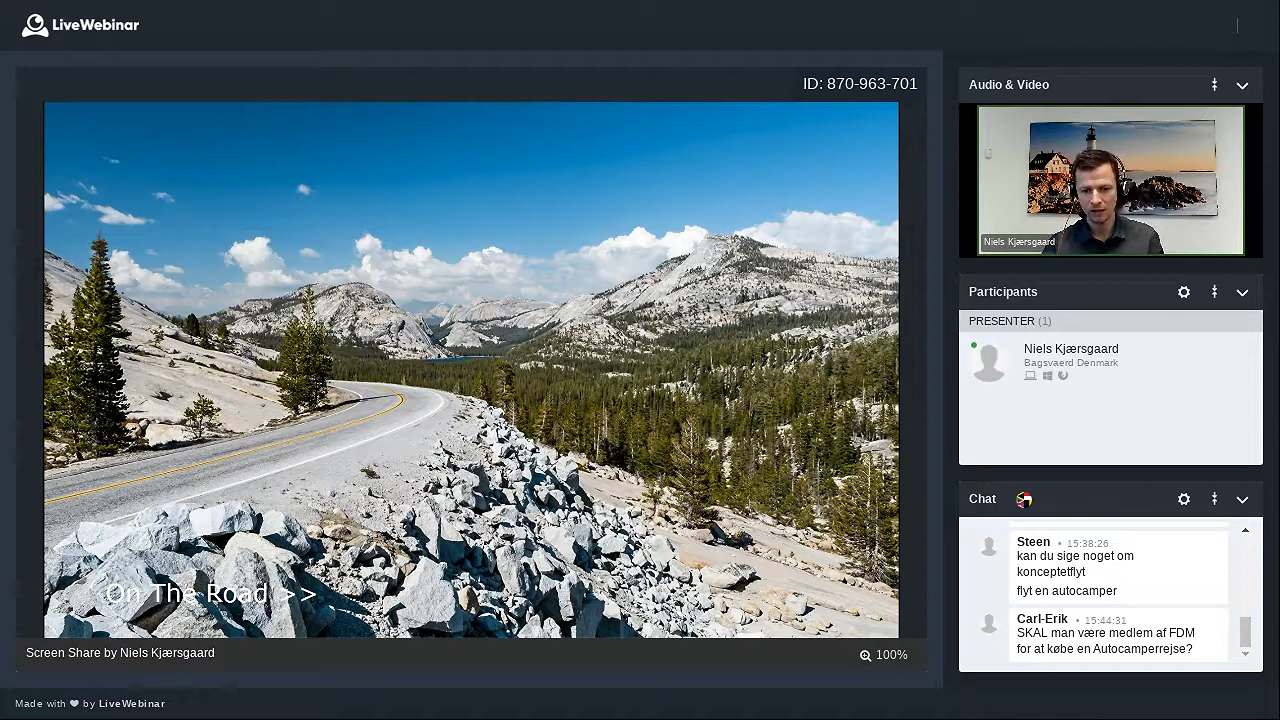 LiveWebinar
ID: 870-963-701
On The Road >>
Screen Share by Niels Kjærsgaard
100%
Audio & Video
Niels Kjærsgaard
Participants
PRESENTER (1)
Niels Kjærsgaard
Bagsvaerd Denmark
Chat
Steen • 15:38:26
kan du sige noget om
konceptetflyt
flyt en autocamper
Carl-Erik • 15:44:31
SKAL man være medlem af FDM
for at købe en Autocamperrejse?
Made with ❤ by LiveWebinar